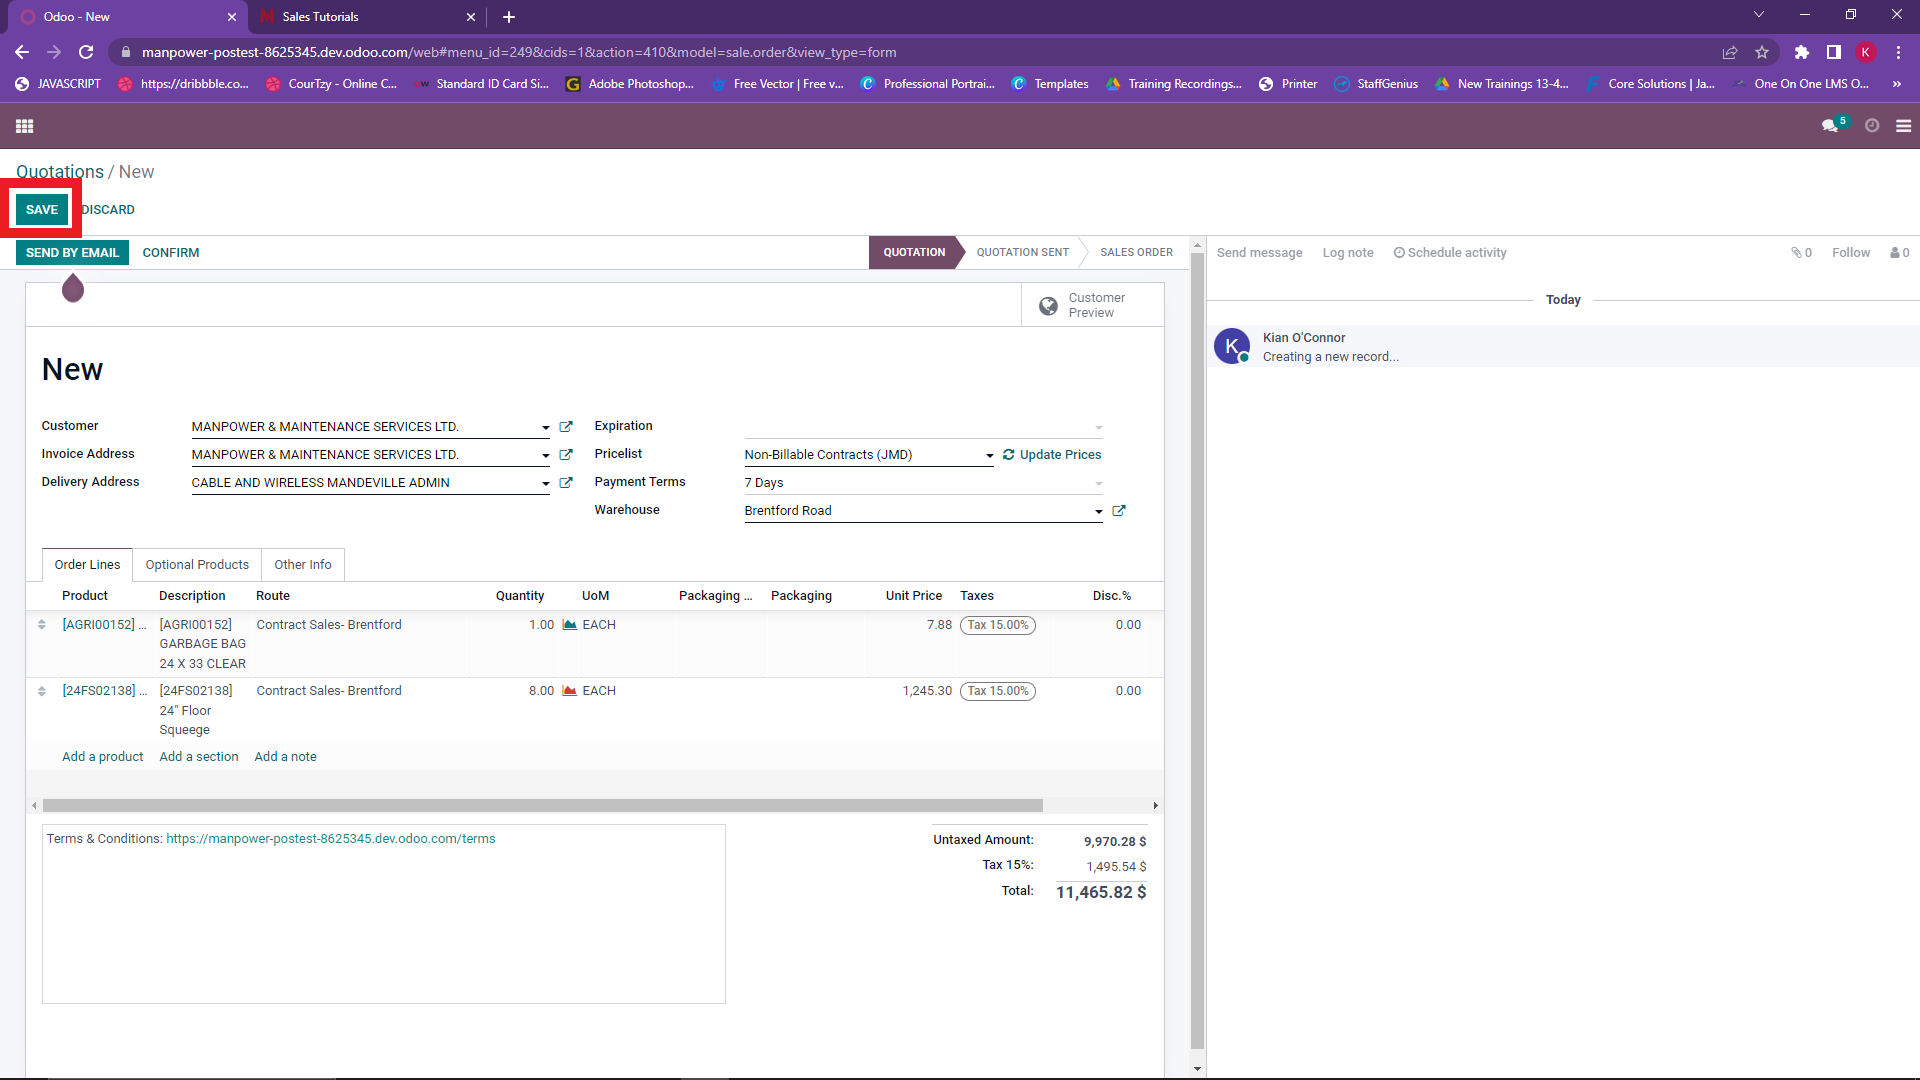 Odoo - New
Sales Tutorials
manpower-postest-8625345.dev.odoo.com/web#menu_id=249&cids=1&action=410&model=sale.order&view_type=form
K
JAVASCRIPT
https://dribbble.co...
CourTzy - Online C...
Standard ID Card Si...
Adobe Photoshop...
Free Vector | Free v...
Professional Portrai...
Templates
Training Recordings...
Printer
StaffGenius
New Trainings 13-4...
Core Solutions | Ja...
One On One LMS O...
»
5
Quotations / New
SAVE DISCARD
SEND BY EMAIL CONFIRM
QUOTATION QUOTATION SENT SALES ORDER
Send message Log note Schedule activity 0 Follow 0
Customer
Preview
Today
K
Kian O'Connor
Creating a new record...
New
Customer MANPOWER & MAINTENANCE SERVICES LTD.
Invoice Address MANPOWER & MAINTENANCE SERVICES LTD.
Delivery Address CABLE AND WIRELESS MANDEVILLE ADMIN
Expiration
Pricelist Non-Billable Contracts (JMD) Update Prices
Payment Terms 7 Days
Warehouse Brentford Road
Order Lines Optional Products Other Info
Product Description Route Quantity UoM Packaging ... Packaging Unit Price Taxes Disc.%
[AGRI00152] ... [AGRI00152] Contract Sales- Brentford 1.00 EACH 7.88 Tax 15.00% 0.00
GARBAGE BAG
24 X 33 CLEAR
[24FS02138] ... [24FS02138] Contract Sales- Brentford 8.00 EACH 1,245.30 Tax 15.00% 0.00
24" Floor
Squeege
Add a product Add a section Add a note
Terms & Conditions: https://manpower-postest-8625345.dev.odoo.com/terms
Untaxed Amount: 9,970.28 $
Tax 15%: 1,495.54 $
Total: 11,465.82 $